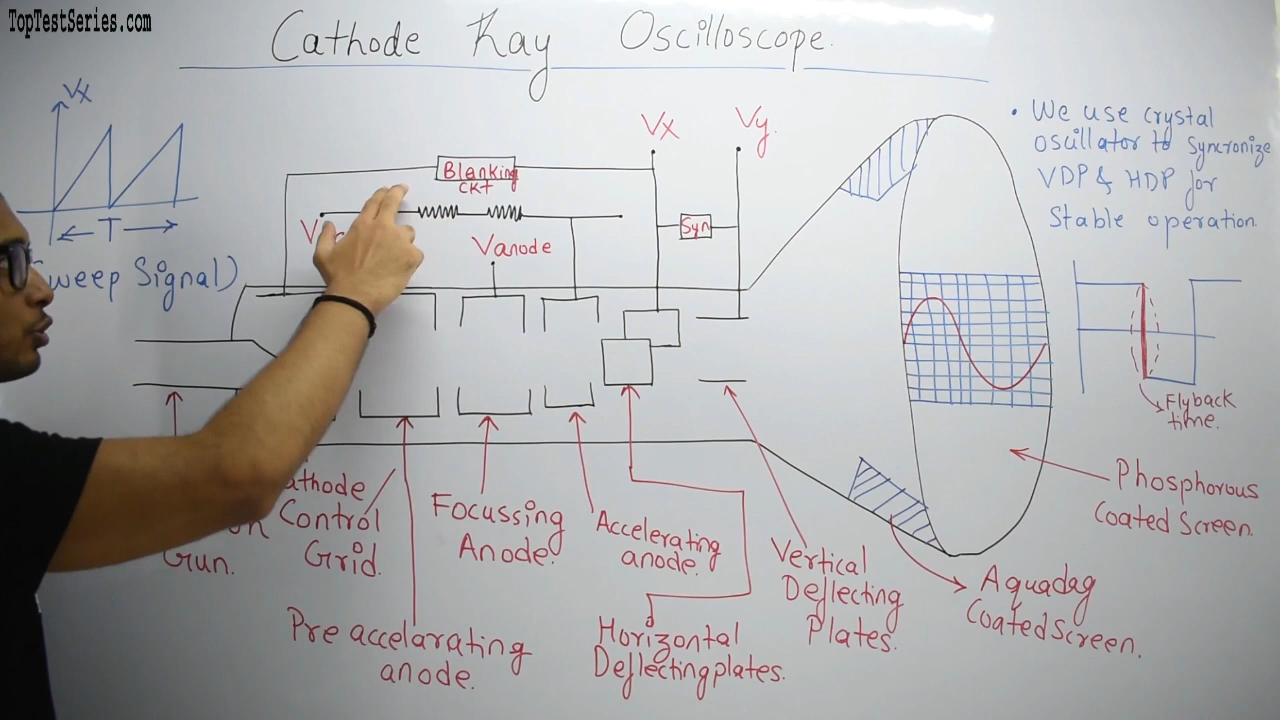 TopTestSeries.com
Cathode Ray Oscilloscope.
Vx
T
Sweep Signal)
Blanking
CKT
Vanode
Vx
Vy
Syn
• We use crystal
oscillator to syncronize
VDP & HDP for
Stable operation.
Flyback
time.
Phosphorous
Coated Screen.
Aquadag
Coated Screen.
Vertical
Deflecting
Plates.
Horizontal
Deflecting plates.
Accelerating
anode.
Focussing
Anode.
Pre accelarating
anode.
Control
Grid.
Gun.